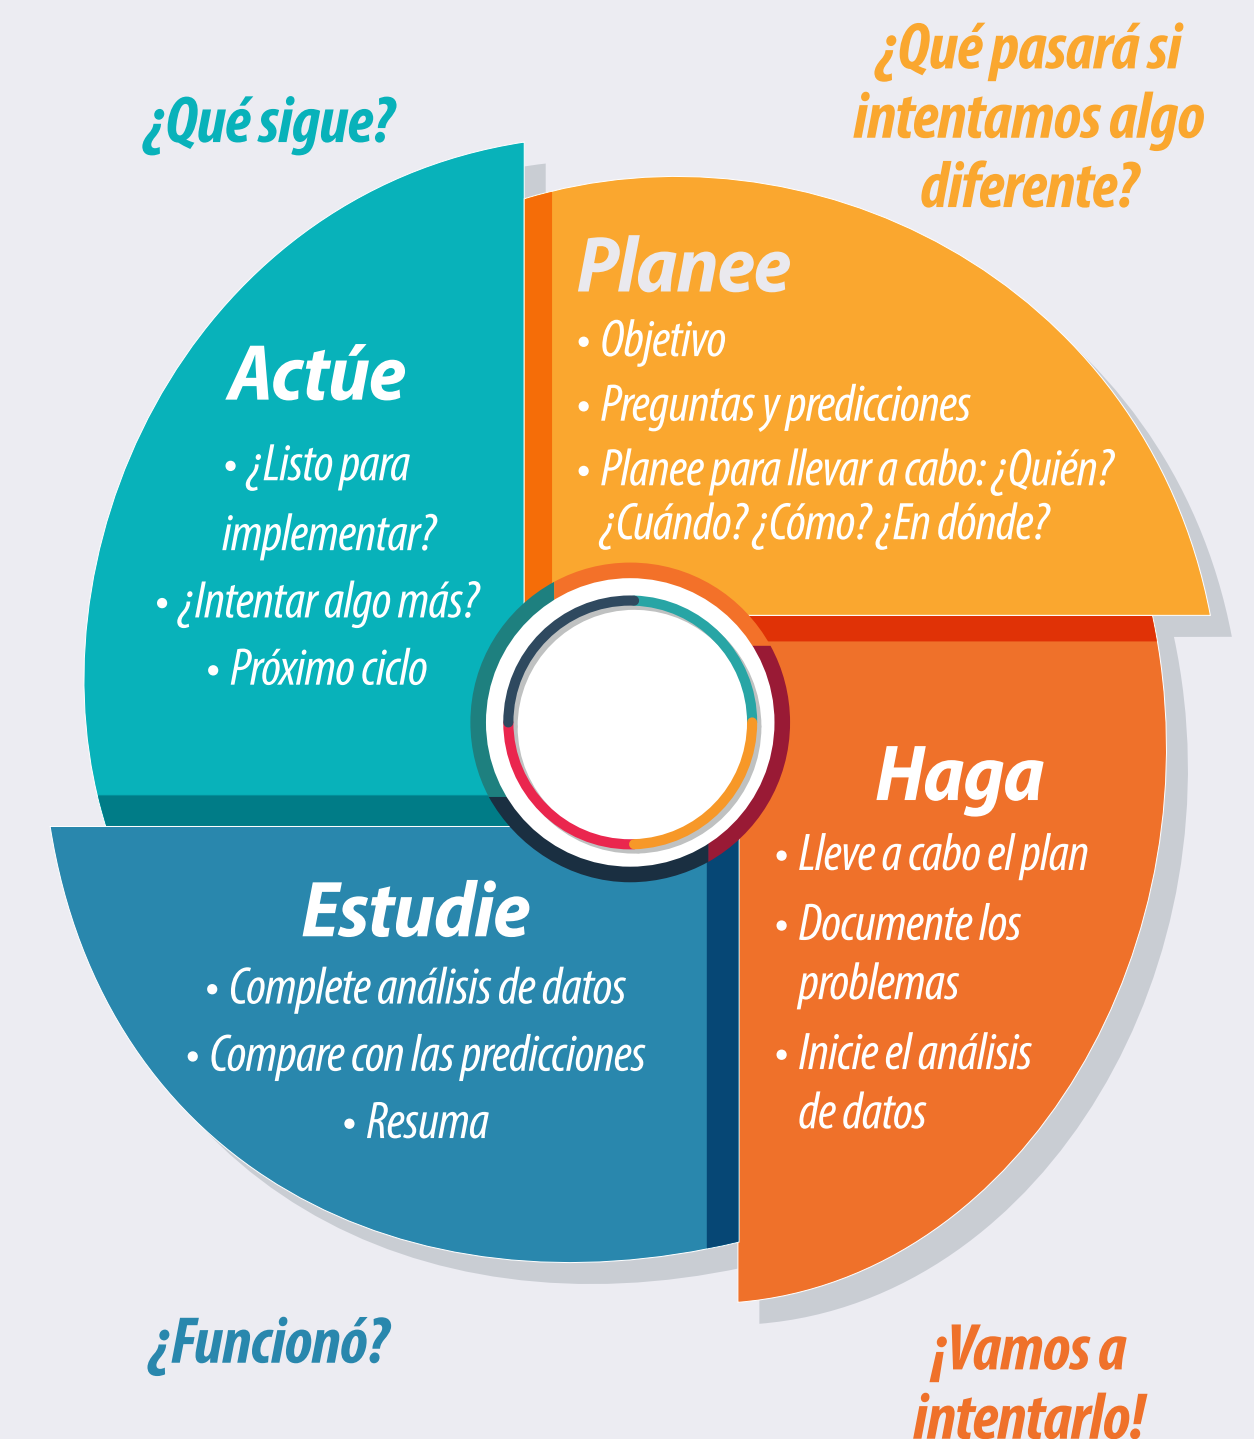 ¿Qué sigue?
¿Qué pasará si
intentamos algo
diferente?
Planee
• Objetivo
• Preguntas y predicciones
• Planee para llevar a cabo: ¿Quién?
¿Cuándo? ¿Cómo? ¿En dónde?
Actúe
• ¿Listo para
implementar?
• ¿Intentar algo más?
• Próximo ciclo
Haga
• Lleve a cabo el plan
• Documente los
problemas
• Inicie el análisis
de datos
Estudie
• Complete análisis de datos
• Compare con las predicciones
• Resuma
¿Funcionó?
¡Vamos a
intentarlo!